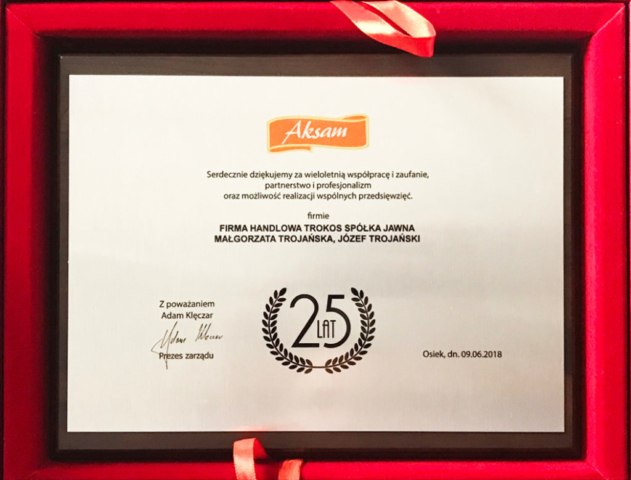 Aksam
Serdecznie dziękujemy za wieloletnią współpracę i zaufanie,
partnerstwo i profesjonalizm
oraz możliwość realizacji wspólnych przedsięwzięć.
firmie
FIRMA HANDLOWA TROKOS SPÓŁKA JAWNA
MAŁGORZATA TROJAŃSKA, JÓZEF TROJAŃSKI
Z poważaniem
Adam Klęczar
Prezes zarządu
25
LAT
Osiek, dn. 09.06.2018